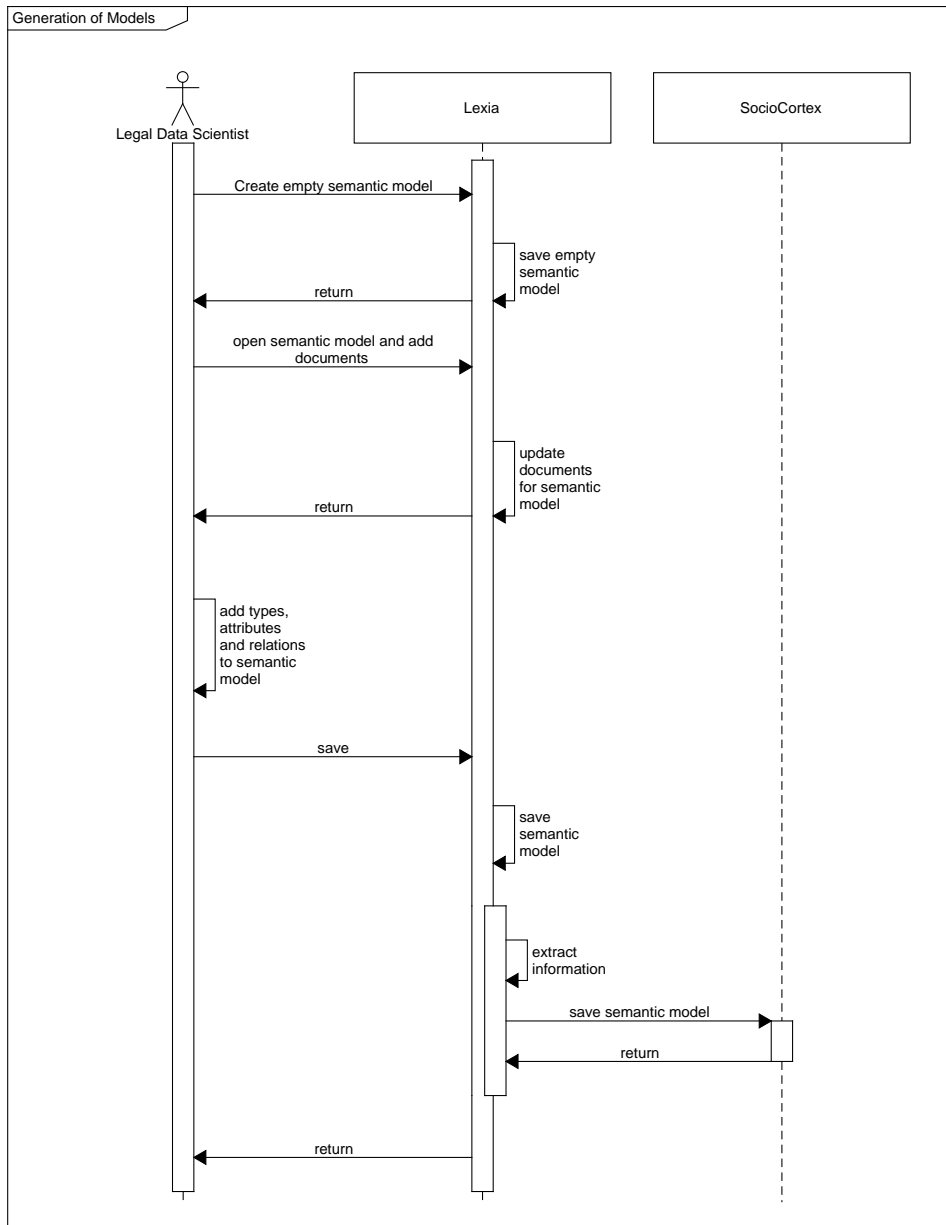 Generation of Models
Lexia
SocioCortex
Legal Data Scientist
Create empty semantic model
save empty
semantic
model
return
open semantic model and add
documents
update
documents
for semantic
model
return
add types,
attributes
and relations
to semantic
model
save
save
semantic
model
extract
information
save semantic model
return
return